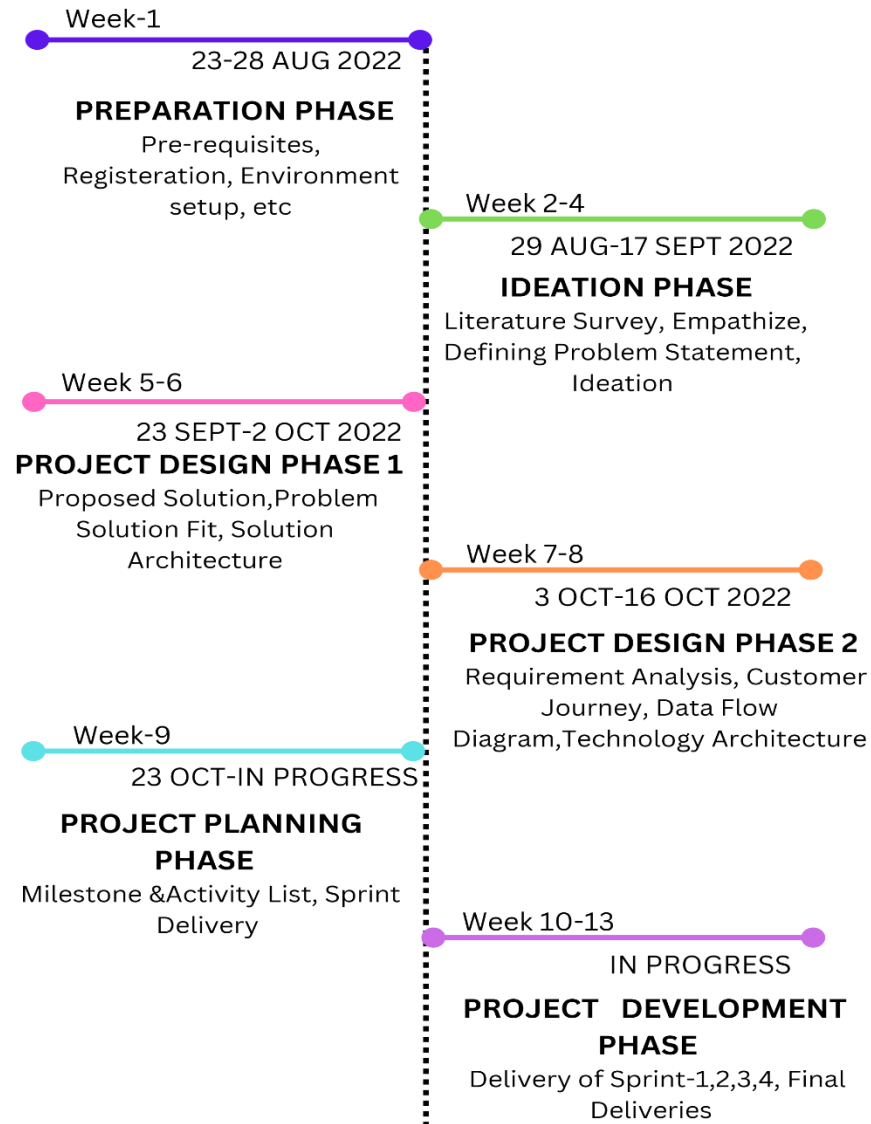 Week-1
23-28 AUG 2022
PREPARATION PHASE
Pre-requisites,
Registeration, Environment
setup, etc
Week 2-4
29 AUG-17 SEPT 2022
IDEATION PHASE
Literature Survey, Empathize,
Defining Problem Statement,
Ideation
Week 5-6
23 SEPT-2 OCT 2022
PROJECT DESIGN PHASE 1
Proposed Solution,Problem
Solution Fit, Solution
Architecture
Week 7-8
3 OCT-16 OCT 2022
PROJECT DESIGN PHASE 2
Requirement Analysis, Customer
Journey, Data Flow
Diagram,Technology Architecture
Week-9
23 OCT-IN PROGRESS
PROJECT PLANNING
PHASE
Milestone &Activity List, Sprint
Delivery
Week 10-13
IN PROGRESS
PROJECT DEVELOPMENT
PHASE
Delivery of Sprint-1,2,3,4, Final
Deliveries